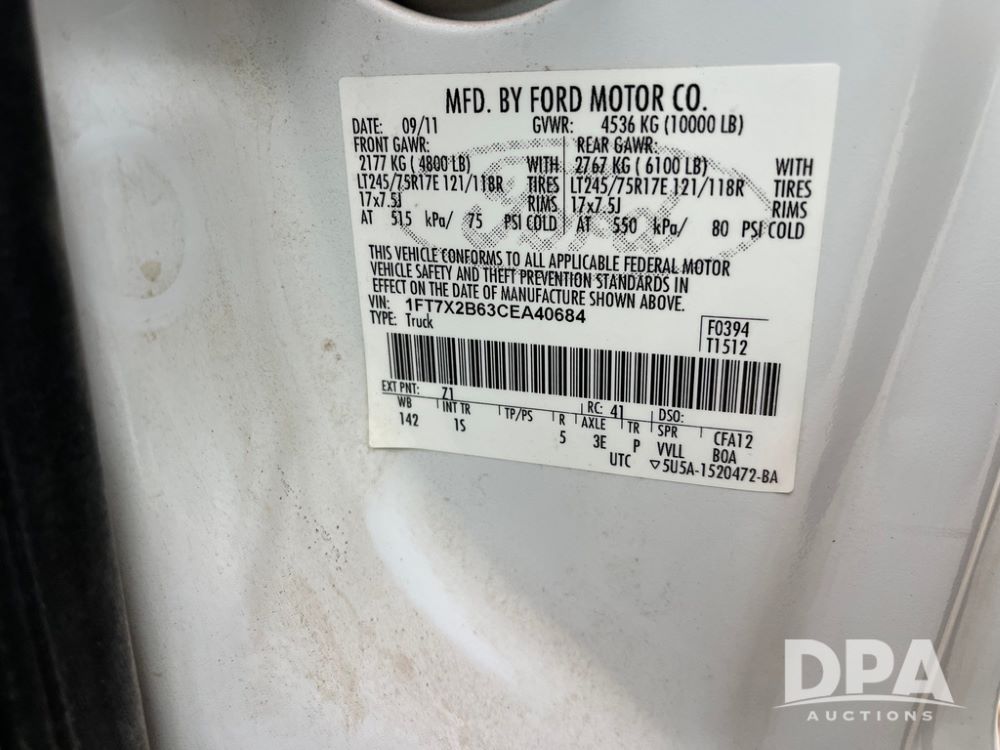 MFD. BY FORD MOTOR CO.
DATE: 09/11 GVWR: 4536 KG (10000 LB)
FRONT GAWR: REAR GAWR:
2177 KG ( 4800 LB) WITH 2767 KG ( 6100 LB) WITH
LT245/75R17E 121/118R TIRES LT245/75R17E 121/118R TIRES
17x7.5J RIMS 17x7.5J RIMS
AT 515 kPa/ 75 PSI COLD AT 550 kPa/ 80 PSI COLD
THIS VEHICLE CONFORMS TO ALL APPLICABLE FEDERAL MOTOR
VEHICLE SAFETY AND THEFT PREVENTION STANDARDS IN
EFFECT ON THE DATE OF MANUFACTURE SHOWN ABOVE.
VIN: 1FT7X2B63CEA40684
TYPE: Truck
F0394
T1512
EXT PNT: Z1 RC: 41 DSO:
WB INT TR TP/PS R AXLE TR SPR CFA12
142 1S 5 3E P VVLL BOA
UTC ▽5U5A-1520472-BA
Ford
DPA
AUCTIONS